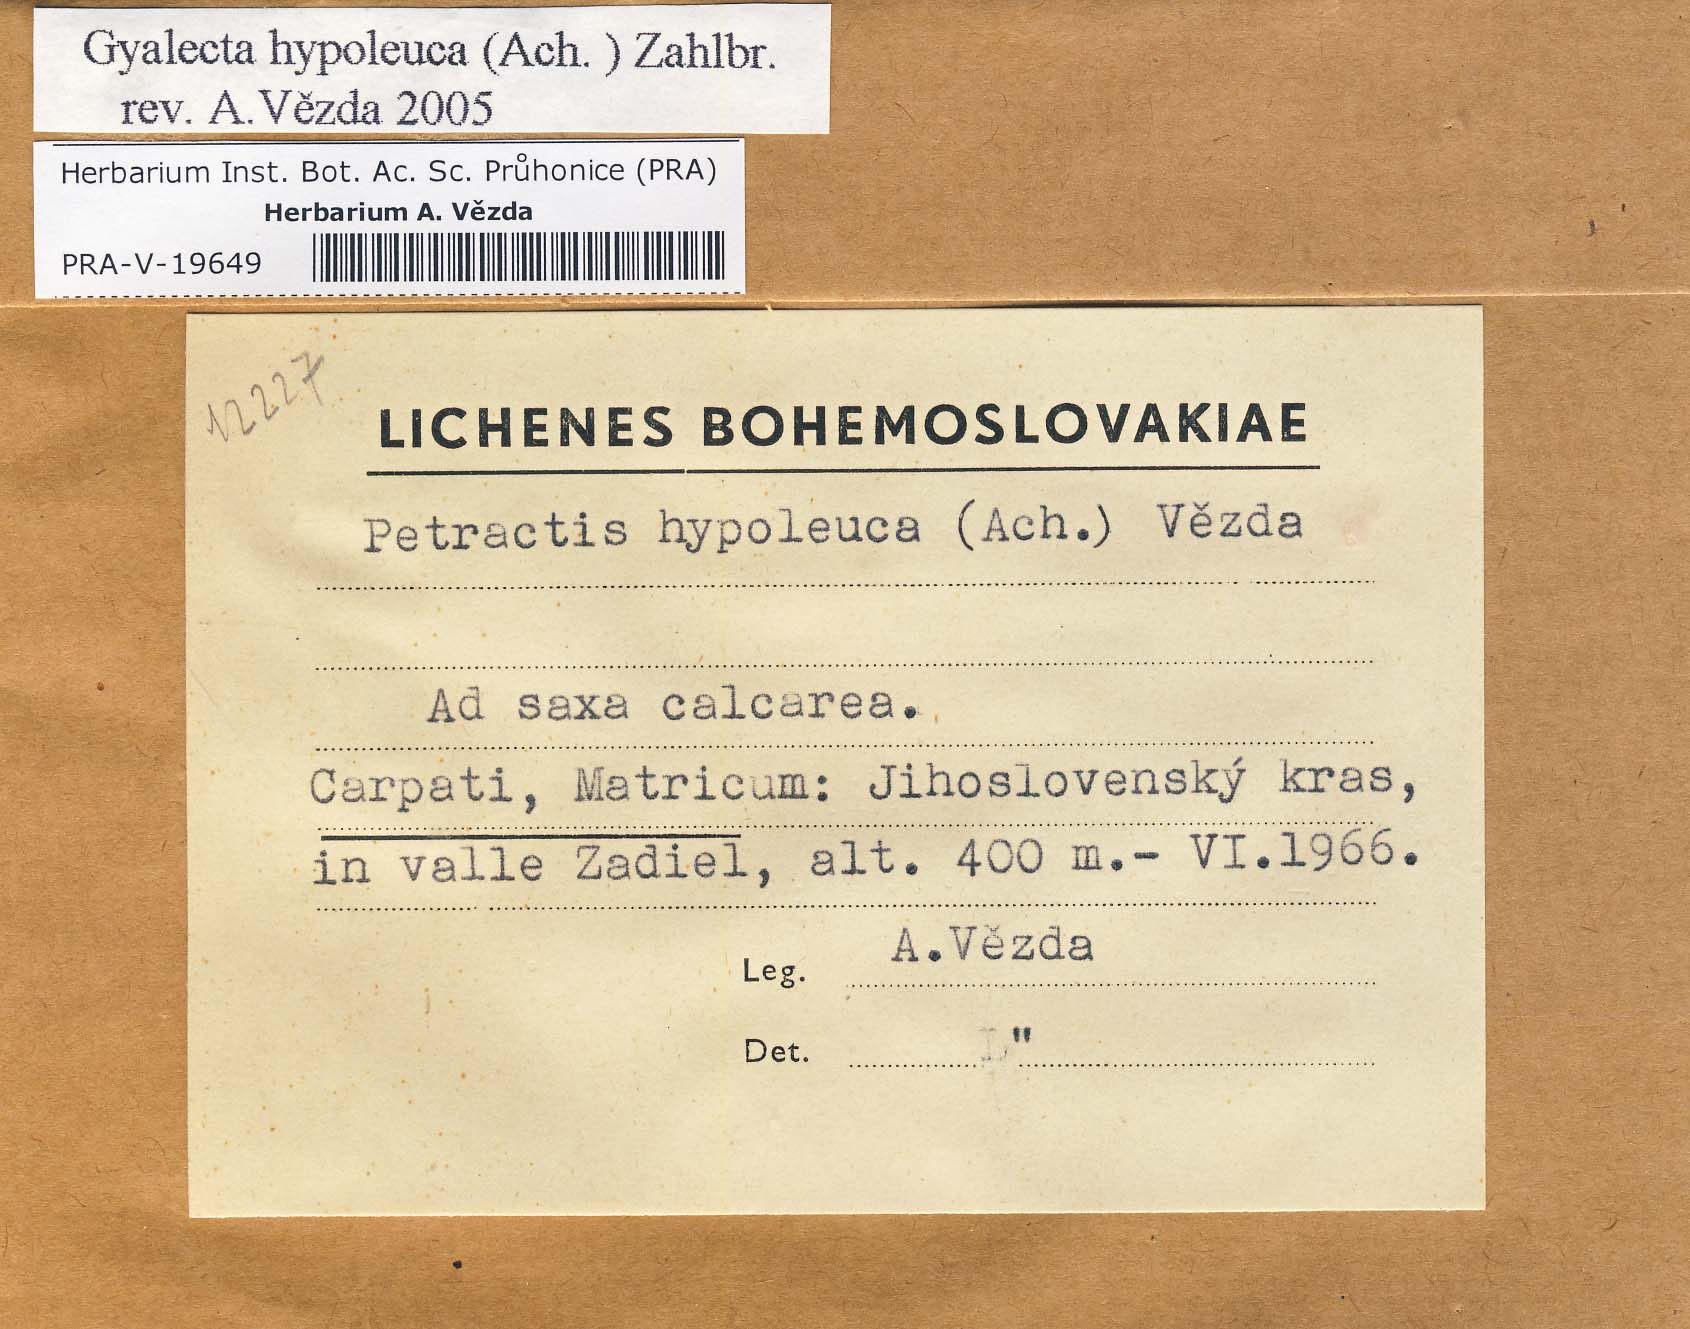 Gyalecta hypoleuca (Ach. ) Zahlbr.
rev. A. Vězda 2005
Herbarium Inst. Bot. Ac. Sc. Průhonice (PRA)
Herbarium A. Vězda
PRA-V-19649
12227
LICHENES BOHEMOSLOVAKIAE
Petractis hypoleuca (Ach.) Vězda
Ad saxa calcarea.
Carpati, Matricum: Jihoslovenský kras,
in valle Zadiel, alt. 400 m.- VI.1966.
Leg. A.Vězda
Det. "